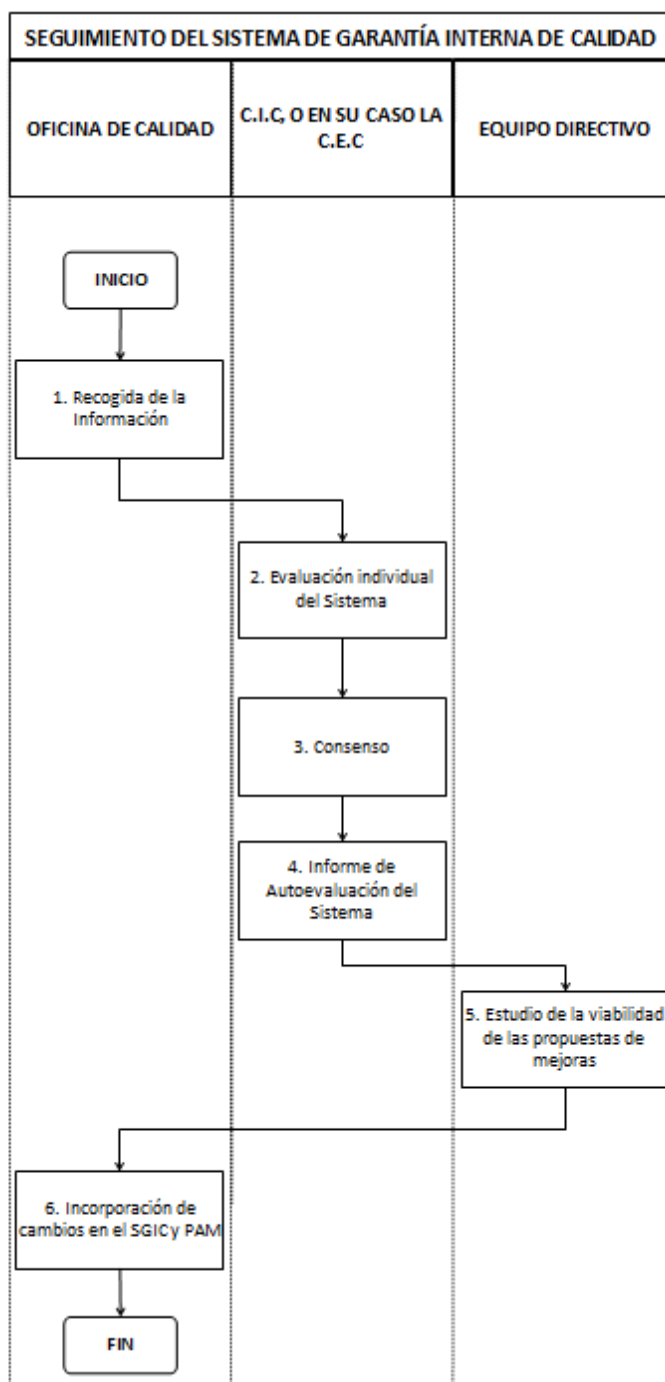 SEGUIMIENTO DEL SISTEMA DE GARANTÍA INTERNA DE CALIDAD
OFICINA DE CALIDAD
C.I.C, O EN SU CASO LA
C.E.C
EQUIPO DIRECTIVO
INICIO
1. Recogida de la
Información
2. Evaluación individual
del Sistema
3. Consenso
4. Informe de
Autoevaluación del
Sistema
5. Estudio de la viabilidad
de las propuestas de
mejoras
6. Incorporación de
cambios en el SGIC y PAM
FIN